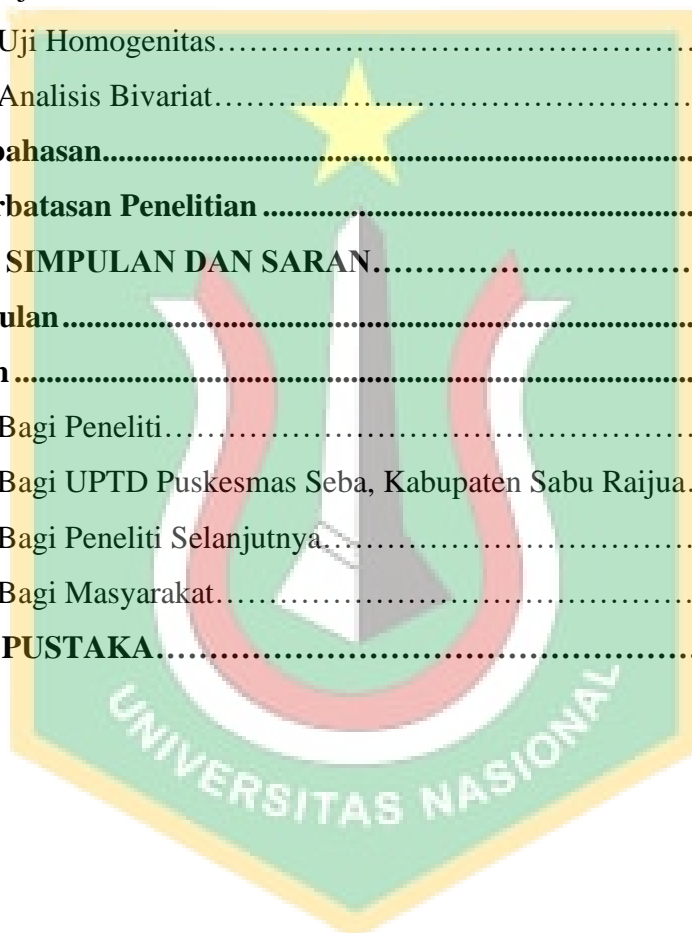 Uji Homogenitas……………………………………………
Analisis Bivariat……………………………………………
bahasan..........................................................................
rbatasan Penelitian ........................................................
SIMPULAN DAN SARAN………………………………
ulan.................................................................................
n ......................................................................................
Bagi Peneliti…………………………………………………
Bagi UPTD Puskesmas Seba, Kabupaten Sabu Raijua.
Bagi Peneliti Selanjutnya……………………………………
Bagi Masyarakat……………………………………………
PUSTAKA……………………………………………………
UNIVERSITAS NASIONAL